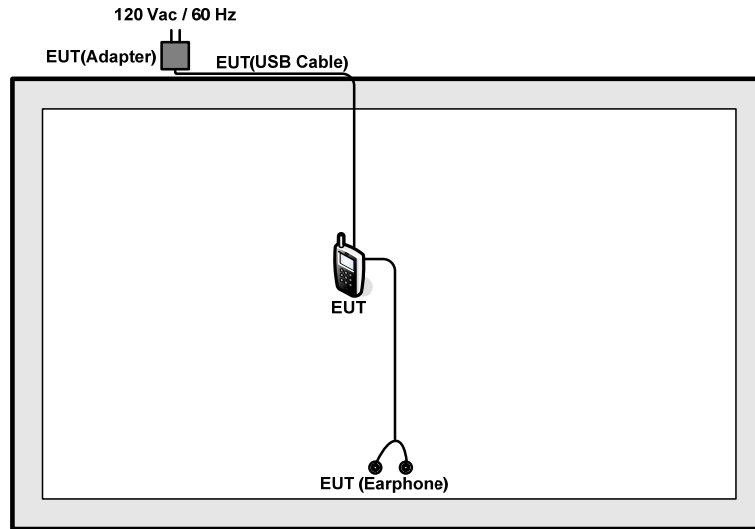 120 Vac / 60 Hz
EUT(Adapter)
EUT(USB Cable)
EUT
EUT (Earphone)